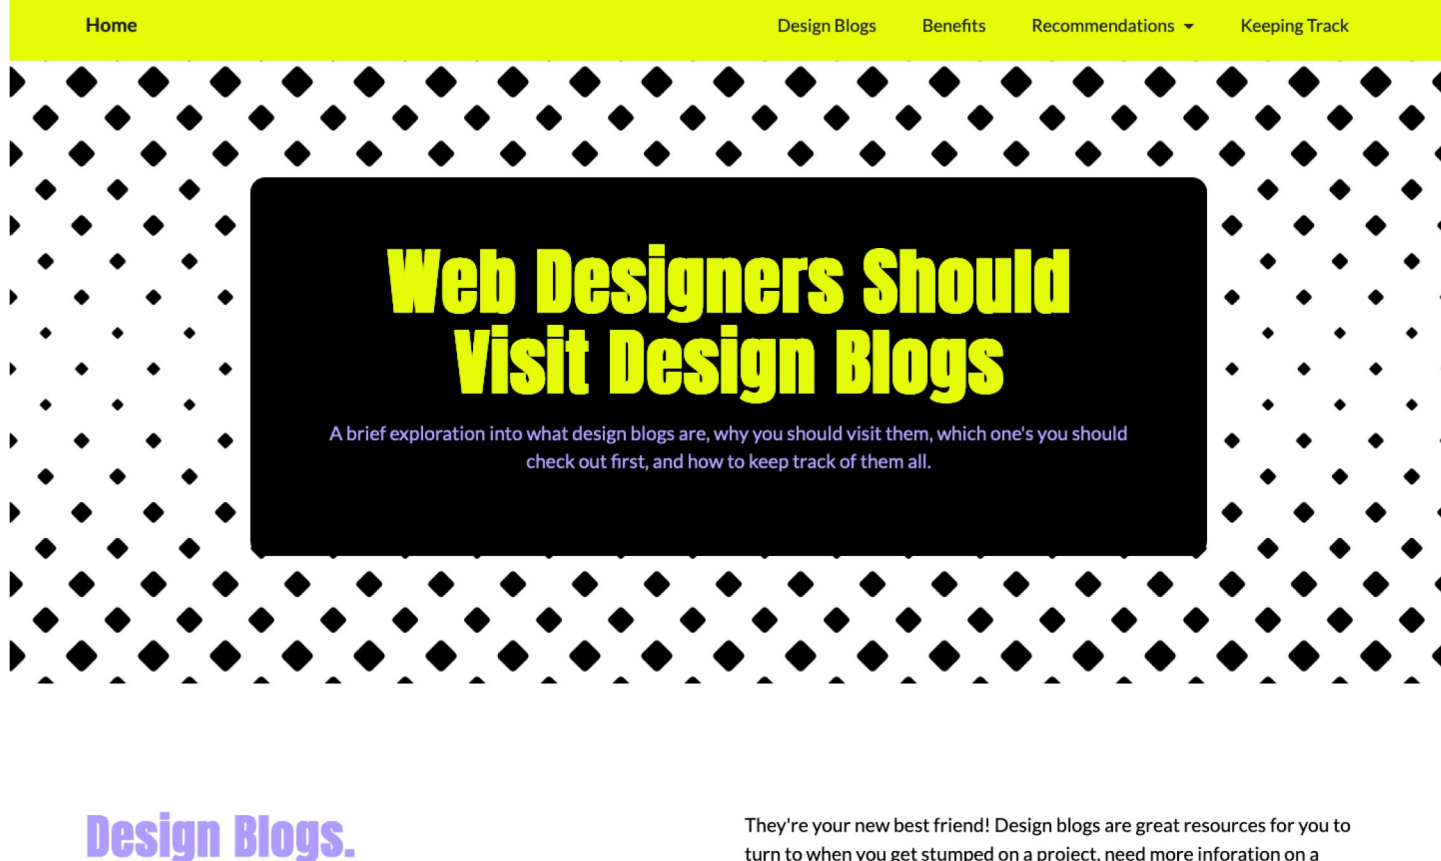 Home
Design Blogs
Benefits
Recommendations
Keeping Track
Web Designers Should
Visit Design Blogs
A brief exploration into what design blogs are, why you should visit them, which one's you should
check out first, and how to keep track of them all.
Design Blogs.
They're your new best friend! Design blogs are great resources for you to
turn to when you get stumped on a project, need more inforation on a